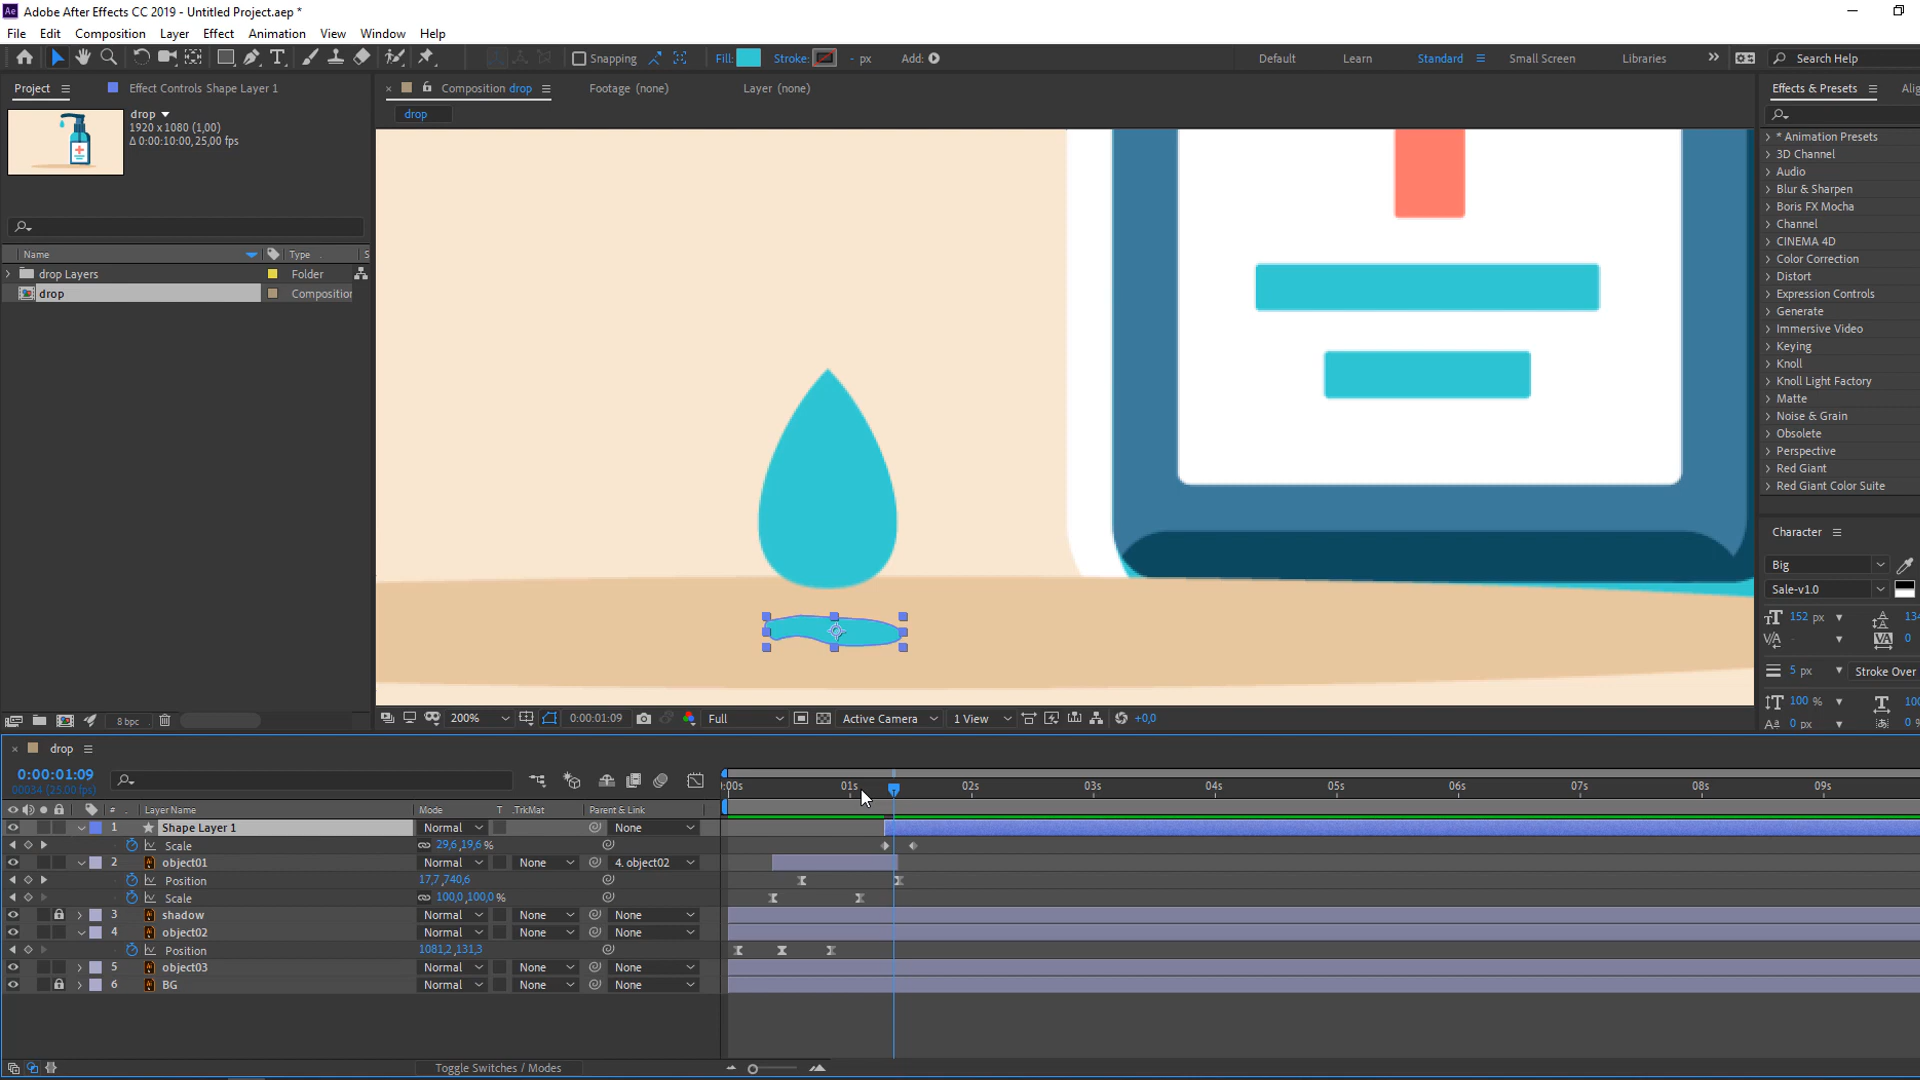 Adobe After Effects CC 2019 - Untitled Project.aep *
File Edit Composition Layer Effect Animation View Window Help
Snapping Fill: Stroke: - px Add: Default Learn Standard Small Screen Libraries Search Help
Project Effect Controls Shape Layer 1
Composition drop Footage (none) Layer (none)
Effects & Presets
drop
1920 x 1080 (1,00)
Δ 0:00:10:00, 25,00 fps
drop
Name Type
drop Layers Folder
drop
* Animation Presets
3D Channel
Audio
Blur & Sharpen
Boris FX Mocha
Channel
CINEMA 4D
Color Correction
Distort
Expression Controls
Generate
Immersive Video
Keying
Knoll
Knoll Light Factory
Matte
Noise & Grain
Obsolete
Perspective
Red Giant
Red Giant Color Suite
Character
Big
Sale-v1.0
152 px
0
5 px Stroke Over
100 %
0 px
8 bpc
200% 0:00:01:09 Full Active Camera 1 View +0,0
drop
0:00:01:09
00034 (25.00 fps)
:00s 01s 02s 03s 04s 05s 06s 07s 08s 09s
# Layer Name Mode T .TrkMat Parent & Link
1 Shape Layer 1 Normal None
Scale 29,6,19,6 %
2 object01 Normal None 4. object02
Position 17,7,740,6
Scale 100,0,100,0 %
3 shadow Normal None None
4 object02 Normal None None
Position 1081,2,131,3
5 object03 Normal None None
6 BG Normal None None
Toggle Switches / Modes